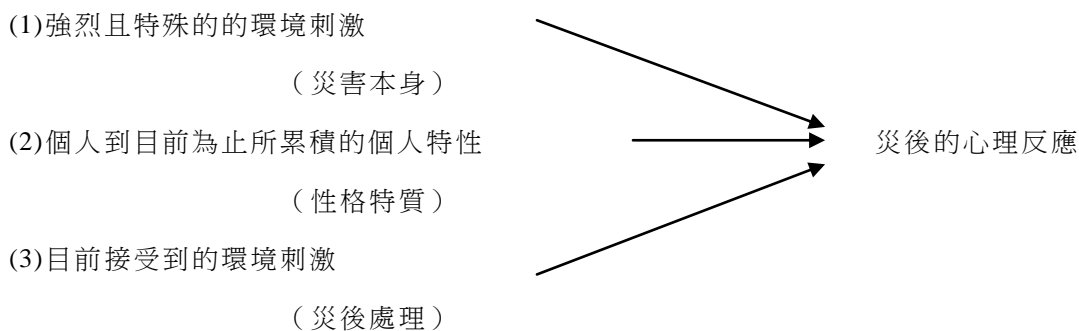 (1)強烈且特殊的的環境刺激
（災害本身）
(2)個人到目前為止所累積的個人特性
災後的心理反應
（性格特質）
(3)目前接受到的環境刺激
（災後處理）